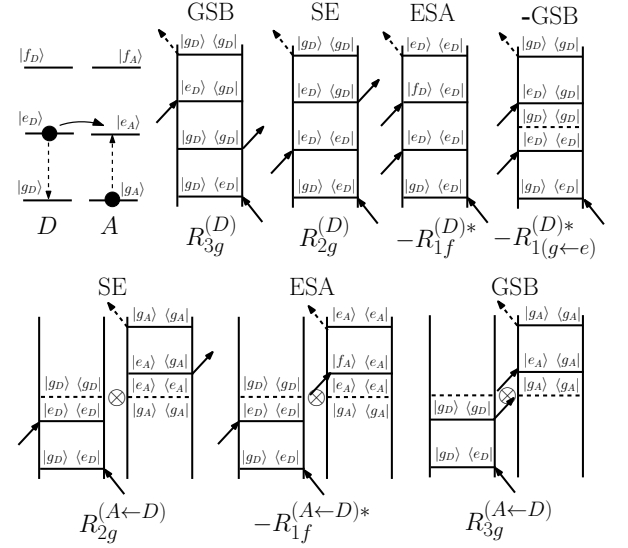 GSB SE ESA -GSB
|f_D⟩ |f_A⟩ |g_D⟩ ⟨g_D| |g_D⟩ ⟨g_D| |e_D⟩ ⟨e_D| |g_D⟩ ⟨g_D|
|e_D⟩ ⟨g_D| |e_D⟩ ⟨g_D| |f_D⟩ ⟨e_D| |e_D⟩ ⟨g_D|
|e_D⟩ |e_A⟩ |g_D⟩ ⟨g_D|
|g_D⟩ ⟨g_D| |e_D⟩ ⟨e_D| |e_D⟩ ⟨e_D| |e_D⟩ ⟨e_D|
|g_D⟩ |g_A⟩ |g_D⟩ ⟨e_D| |g_D⟩ ⟨e_D| |g_D⟩ ⟨e_D| |g_D⟩ ⟨e_D|
D A R_{3g}^{(D)} R_{2g}^{(D)} −R_{1f}^{(D)*} −R_{1(g←e)}^{(D)*}
SE ESA GSB
|g_A⟩ ⟨g_A| |e_A⟩ ⟨e_A| |g_A⟩ ⟨g_A|
|e_A⟩ ⟨g_A| |f_A⟩ ⟨e_A| |e_A⟩ ⟨g_A|
|g_D⟩ ⟨g_D| |e_A⟩ ⟨e_A| |g_D⟩ ⟨g_D| |e_A⟩ ⟨e_A| |g_A⟩ ⟨g_A|
|e_D⟩ ⟨e_D| ⊗ |g_A⟩ ⟨g_A| |e_D⟩ ⟨e_D| ⊗ |g_A⟩ ⟨g_A| |g_D⟩ ⟨g_D| ⊗
|g_D⟩ ⟨e_D| |g_D⟩ ⟨e_D| |g_D⟩ ⟨e_D|
R_{2g}^{(A←D)} −R_{1f}^{(A←D)*} R_{3g}^{(A←D)}